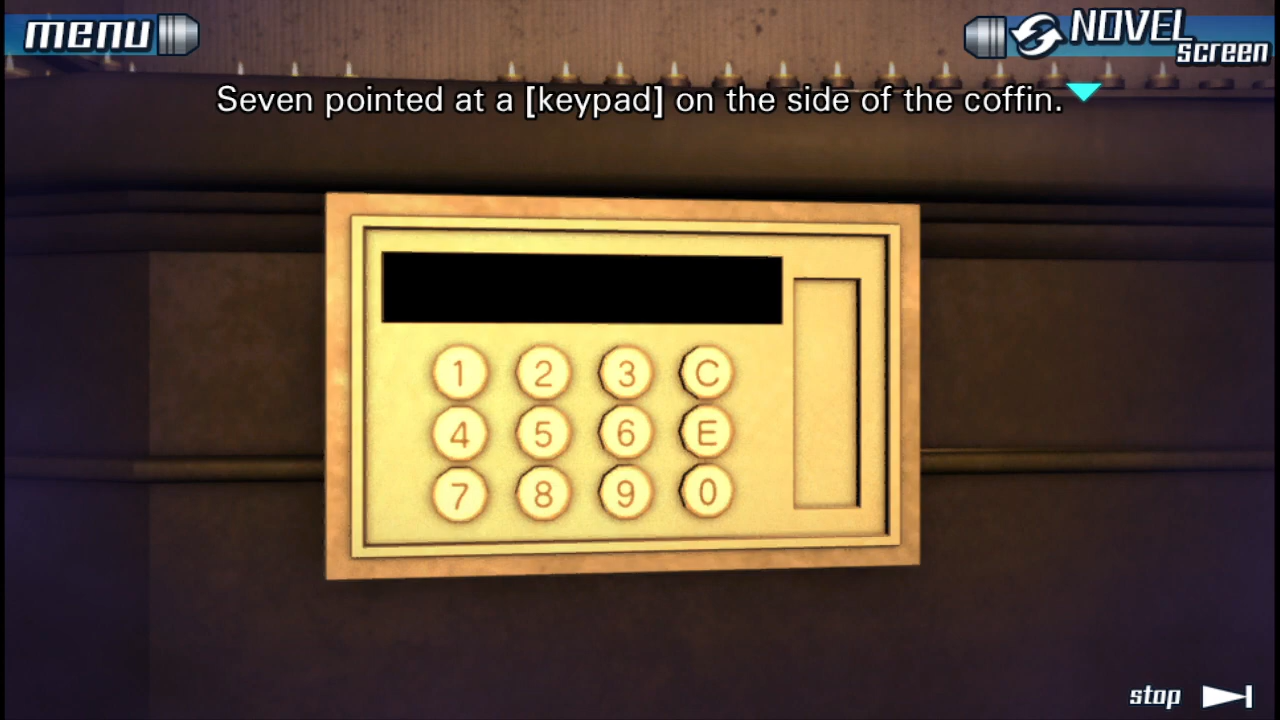 menu
NOVEL
screen
Seven pointed at a [keypad] on the side of the coffin.
1 2 3 C
4 5 6 E
7 8 9 0
stop